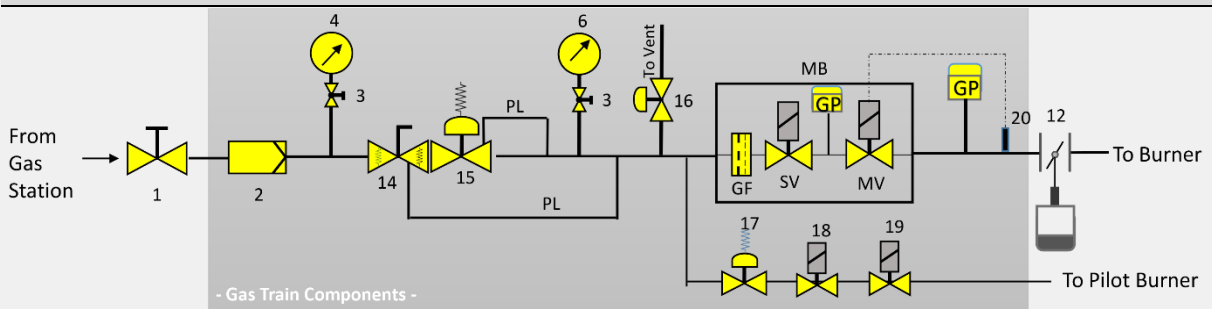 4
6
To Vent
MB
GP
GP
3
3
16
20
12
From
Gas
Station
PL
To Burner
1
2
14
15
GF
SV
MV
PL
17
18
19
To Pilot Burner
- Gas Train Components -